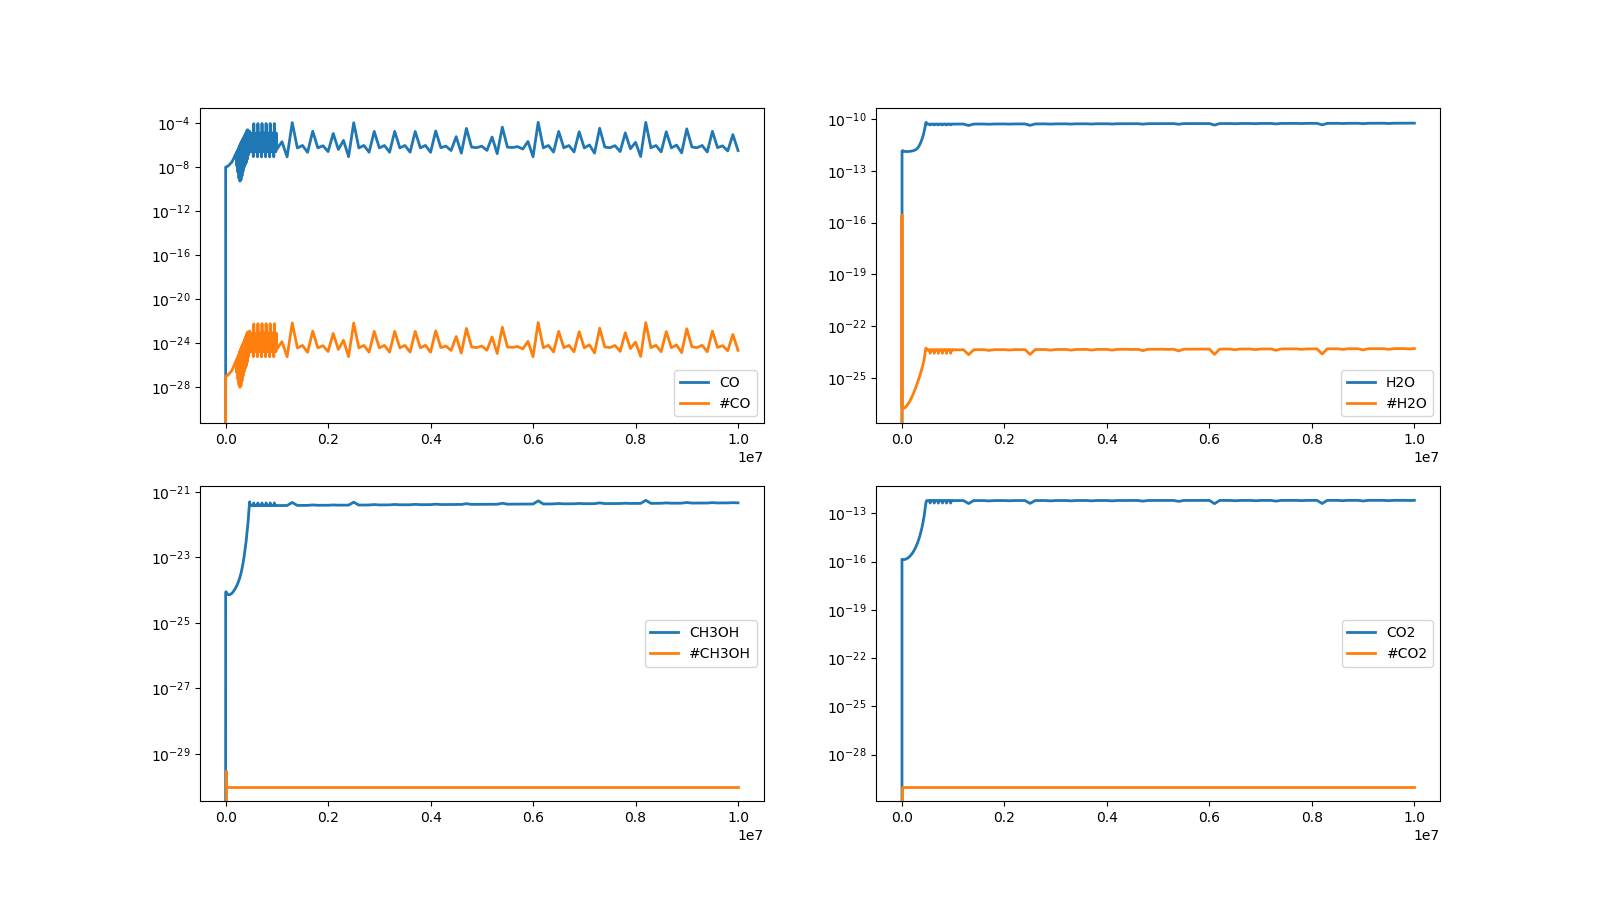 10⁻⁴
10⁻⁸
10⁻¹²
10⁻¹⁶
10⁻²⁰
10⁻²⁴
10⁻²⁸
CO
#CO
0.0 0.2 0.4 0.6 0.8 1.0
1e7
10⁻¹⁰
10⁻¹³
10⁻¹⁶
10⁻¹⁹
10⁻²²
10⁻²⁵
H2O
#H2O
0.0 0.2 0.4 0.6 0.8 1.0
1e7
10⁻²¹
10⁻²³
10⁻²⁵
10⁻²⁷
10⁻²⁹
CH3OH
#CH3OH
0.0 0.2 0.4 0.6 0.8 1.0
1e7
10⁻¹³
10⁻¹⁶
10⁻¹⁹
10⁻²²
10⁻²⁵
10⁻²⁸
CO2
#CO2
0.0 0.2 0.4 0.6 0.8 1.0
1e7